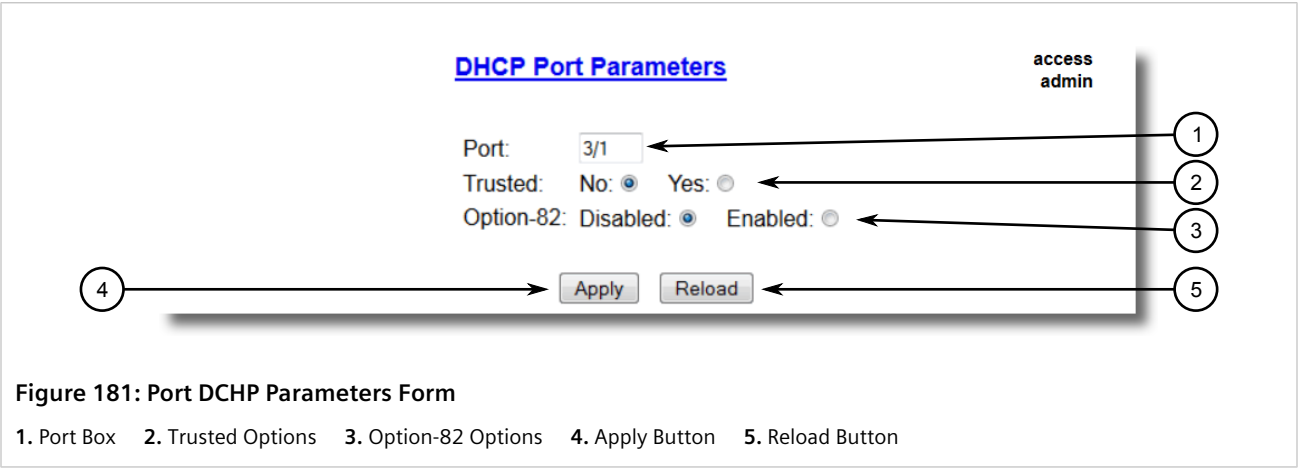 DHCP Port Parameters
access
admin
Port: 3/1
1
Trusted: No: Yes:
2
Option-82: Disabled: Enabled:
3
4
Apply Reload
5
Figure 181: Port DCHP Parameters Form
1. Port Box 2. Trusted Options 3. Option-82 Options 4. Apply Button 5. Reload Button